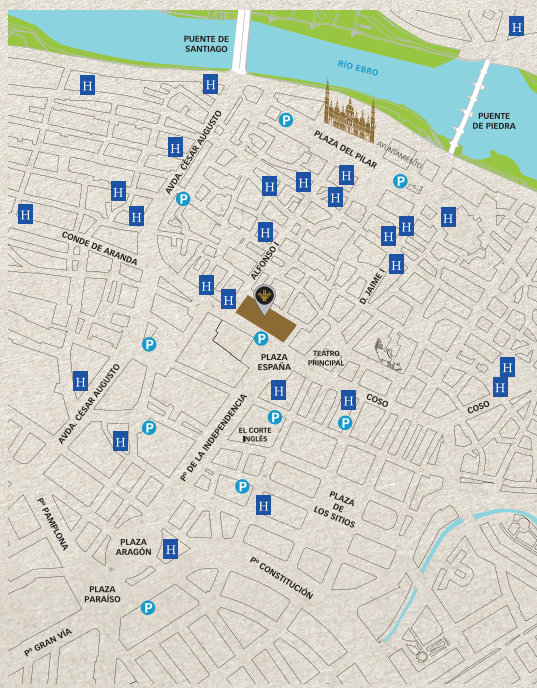 H
PUENTE DE
SANTIAGO
RÍO EBRO
H
H
PUENTE
DE PIEDRA
P
AVDA. CÉSAR AUGUSTO
PLAZA DEL PILAR
H
AYUNTAMIENTO
H
H
H
P
H
H
P
H
H
H
H
H
H
H
CONDE DE ARANDA
ALFONSO I
H
D. JAIME I
H
H
P
P
PLAZA
ESPAÑA
TEATRO
PRINCIPAL
H
H
H
AVDA. CÉSAR AUGUSTO
H
H
COSO
COSO
P
P
P
Pº DE LA INDEPENDENCIA
EL CORTE
INGLÉS
H
P
PLAZA
DE
LOS SITIOS
H
Pº PAMPLONA
PLAZA
ARAGÓN
H
Pº CONSTITUCIÓN
PLAZA
PARAÍSO
P
Pº GRAN VÍA